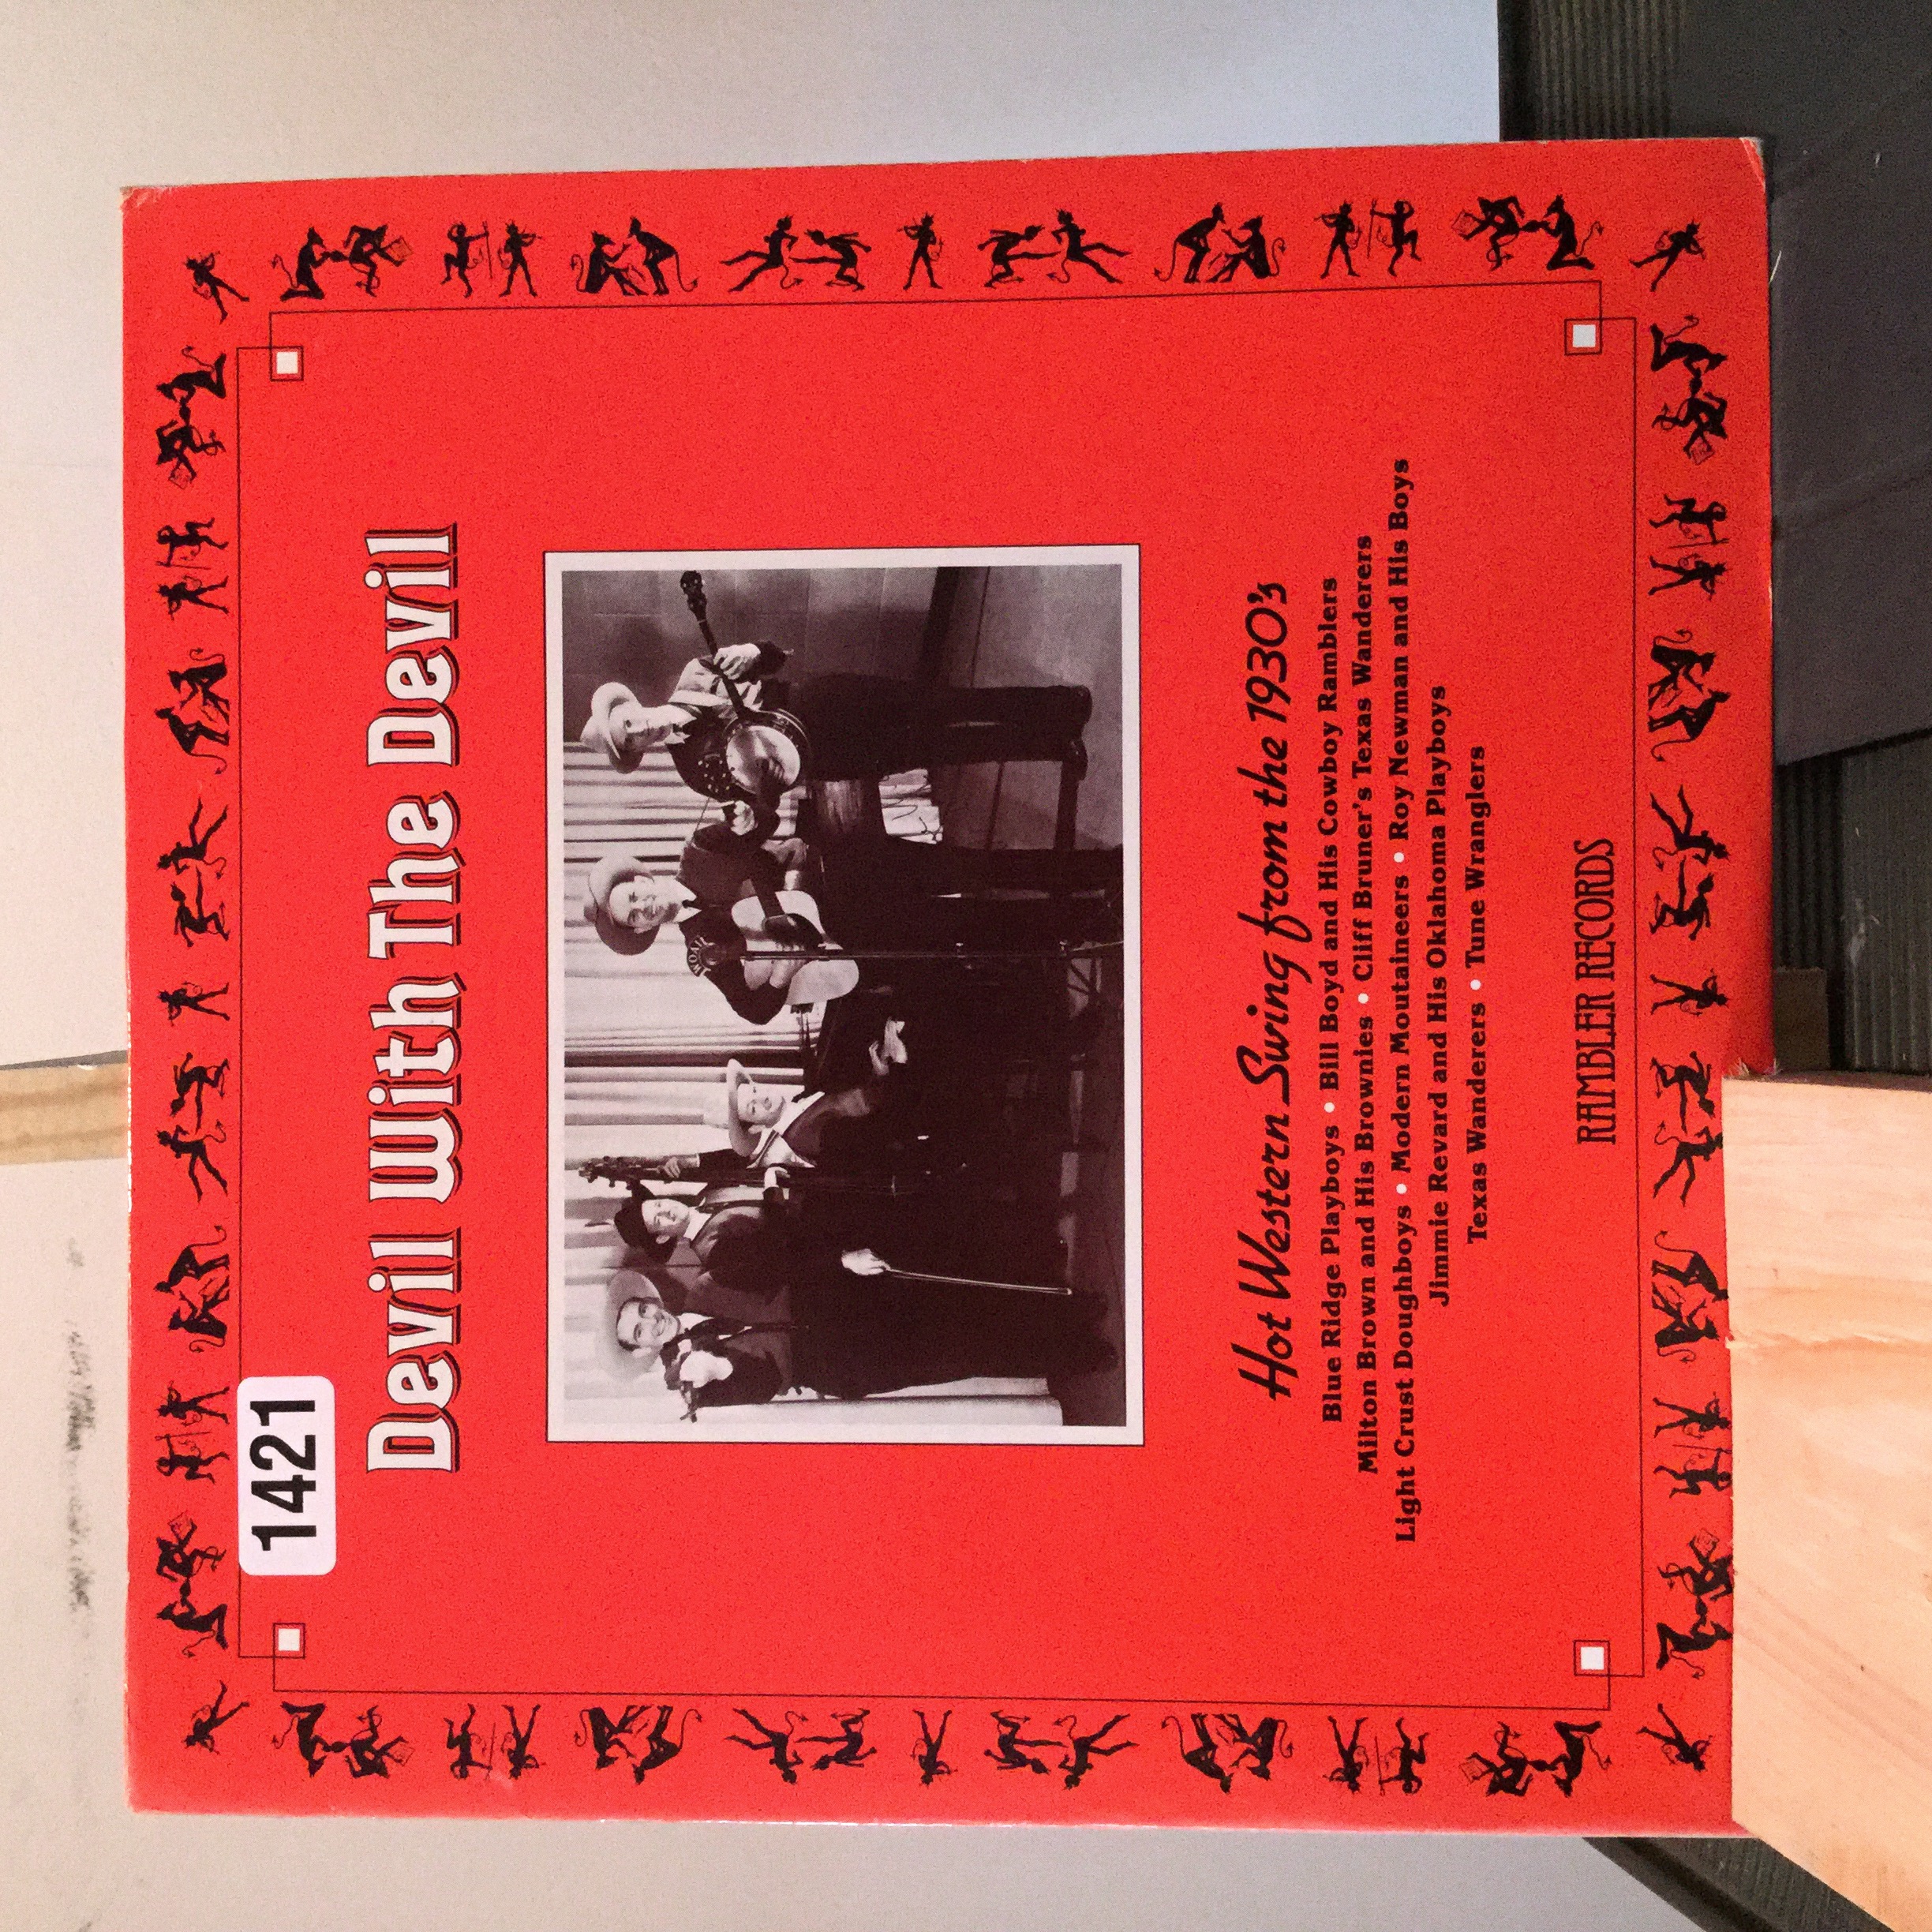 1421
Devil With The Devil
Hot Western Swing from the 1930's
Blue Ridge Playboys • Bill Boyd and His Cowboy Ramblers
Milton Brown and His Brownies • Cliff Bruner's Texas Wanderers
Light Crust Doughboys • Modern Moutaineers • Roy Newman and His Boys
Jimmie Revard and His Oklahoma Playboys
Texas Wanderers • Tune Wranglers
RAMBLER RECORDS